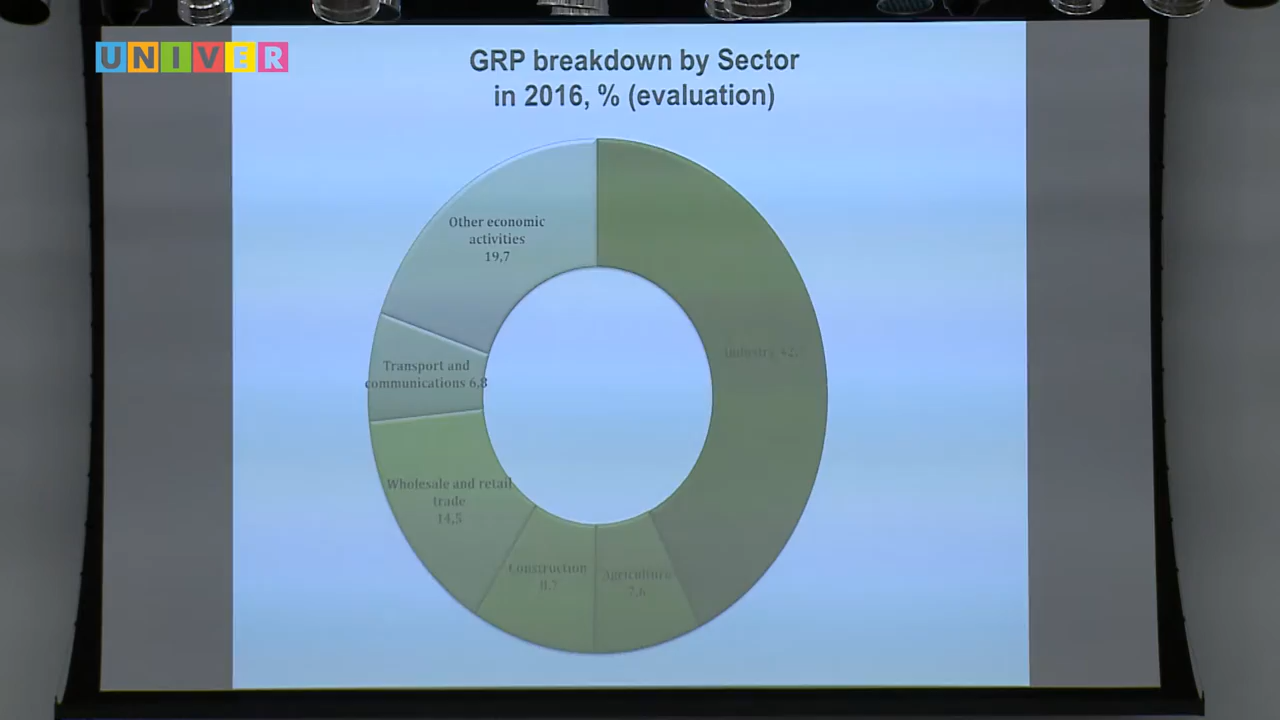 UNIVER
GRP breakdown by Sector
in 2016, % (evaluation)
Other economic
activities
19,7
Industry
Transport and
communications 6,8
Wholesale and retail
trade
14,5
Construction
Agriculture
7,6